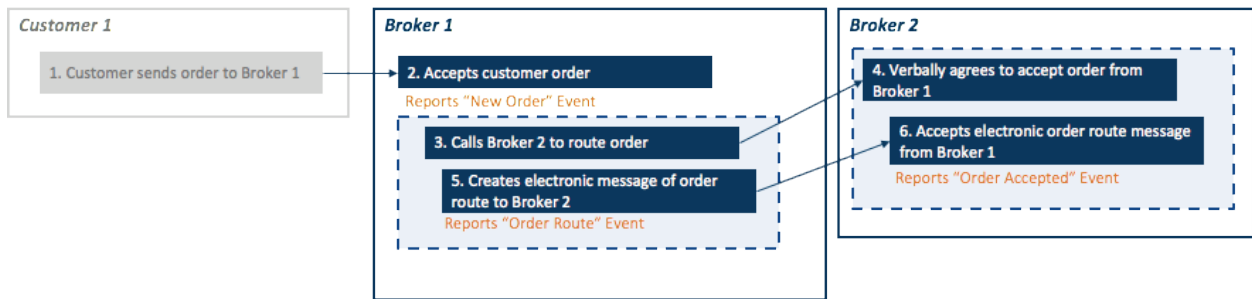 Customer 1
1. Customer sends order to Broker 1
Broker 1
2. Accepts customer order
Reports “New Order” Event
3. Calls Broker 2 to route order
5. Creates electronic message of order
route to Broker 2
Reports “Order Route” Event
Broker 2
4. Verbally agrees to accept order from
Broker 1
6. Accepts electronic order route message
from Broker 1
Reports “Order Accepted” Event